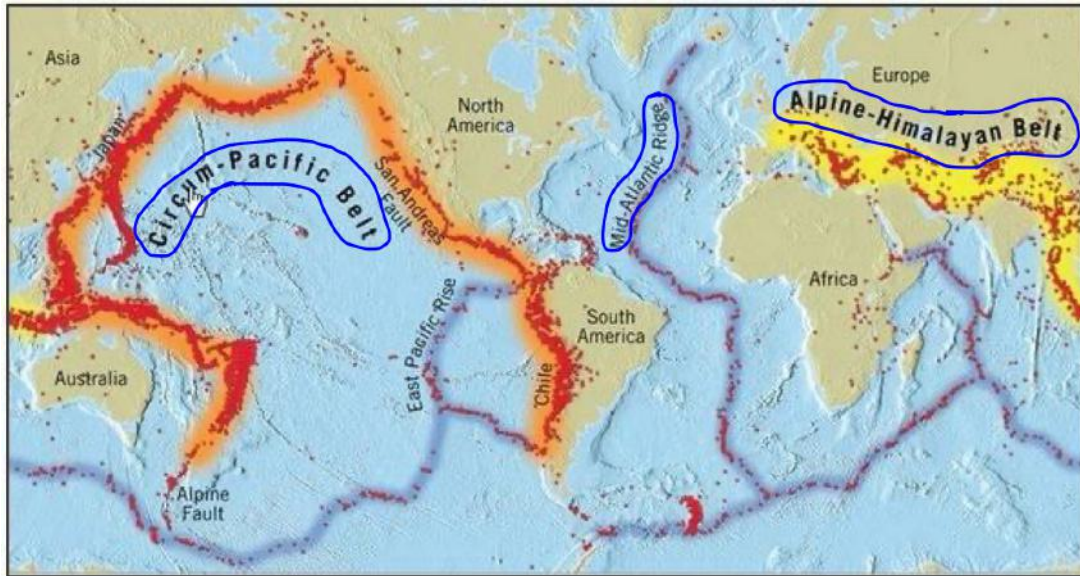 Asia
Japan
Circum-Pacific Belt
San Andreas
Fault
North
America
Mid-Atlantic Ridge
Europe
Alpine-Himalayan Belt
Africa
South
America
East Pacific Rise
Chile
Australia
Alpine
Fault